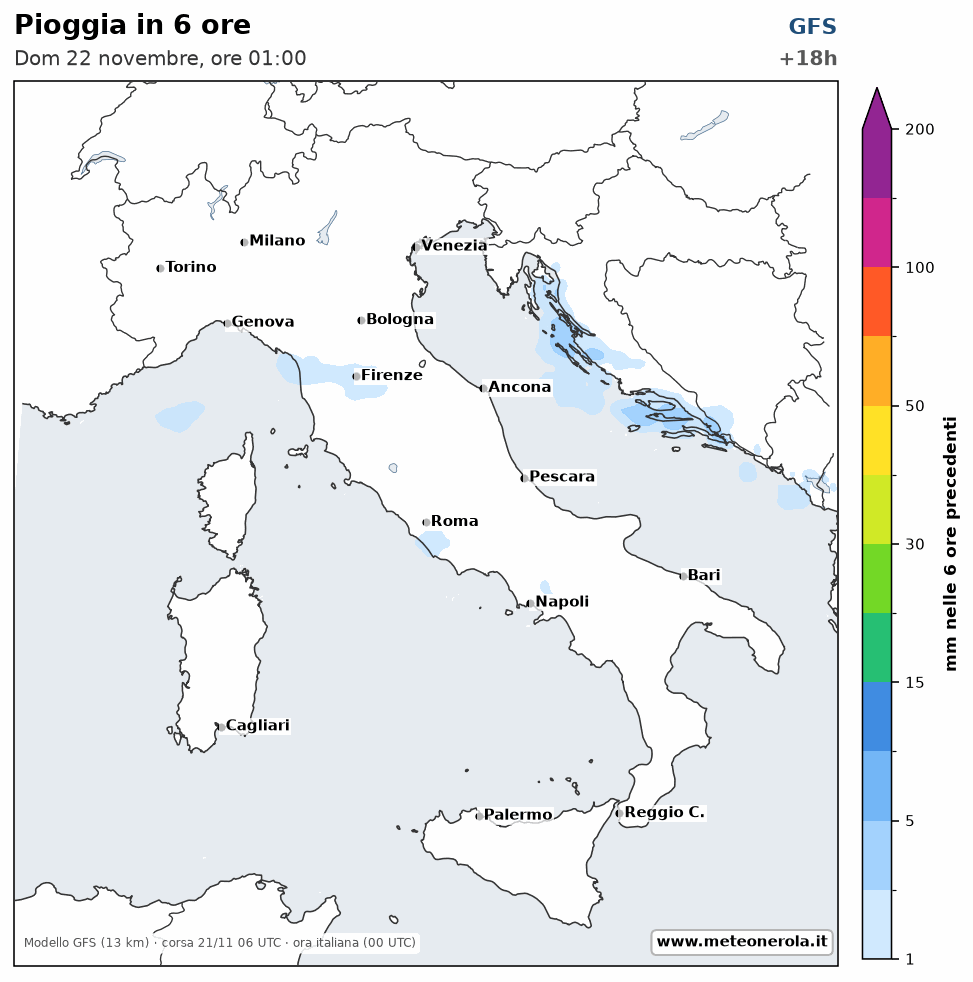 Pioggia in 6 ore
GFS
Dom 22 novembre, ore 01:00
+18h
200
100
50
30
15
5
1
mm nelle 6 ore precedenti
Milano
Venezia
Torino
Genova
Bologna
Firenze
Ancona
Pescara
Roma
Bari
Napoli
Cagliari
Palermo
Reggio C.
Modello GFS (13 km) · corsa 21/11 06 UTC · ora italiana (00 UTC)
www.meteonerola.it